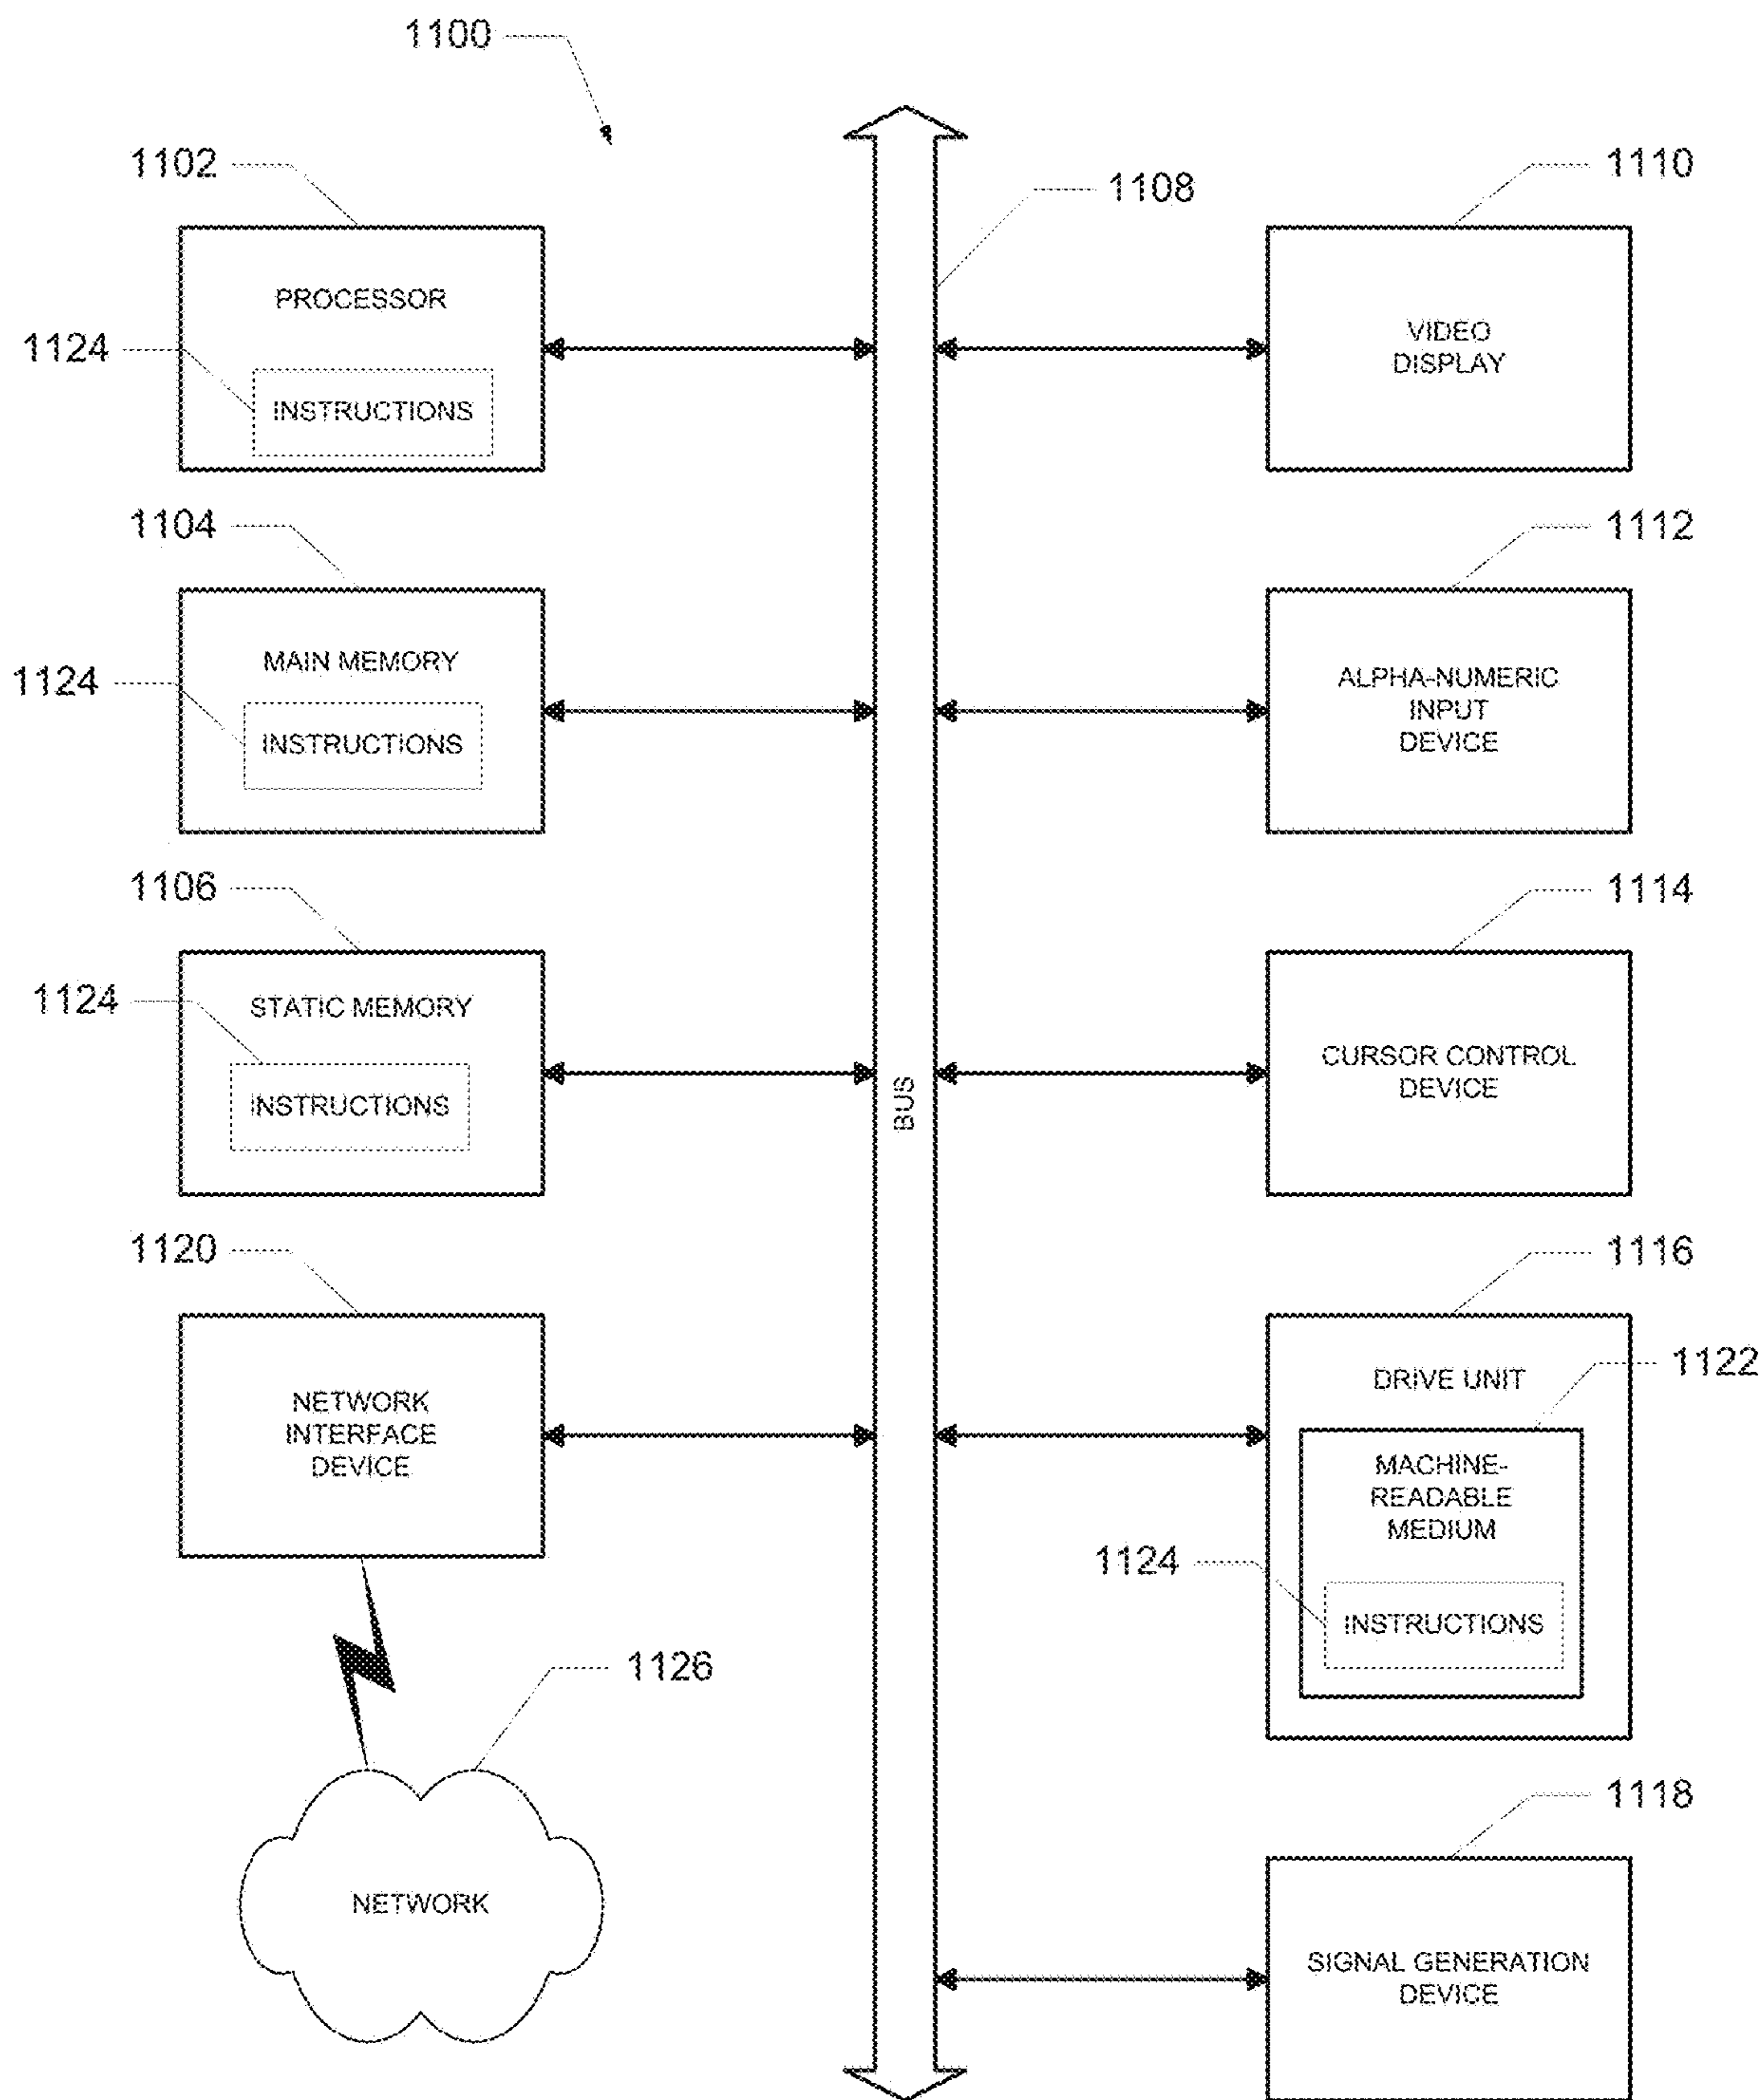 1100
1102
1108
1110
PROCESSOR
1124
INSTRUCTIONS
VIDEO
DISPLAY
1104
1112
MAIN MEMORY
1124
INSTRUCTIONS
ALPHA-NUMERIC
INPUT
DEVICE
1106
1114
STATIC MEMORY
1124
INSTRUCTIONS
BUS
CURSOR CONTROL
DEVICE
1120
1116
NETWORK
INTERFACE
DEVICE
DRIVE UNIT
1122
MACHINE-
READABLE
MEDIUM
1124
INSTRUCTIONS
1126
NETWORK
1118
SIGNAL GENERATION
DEVICE